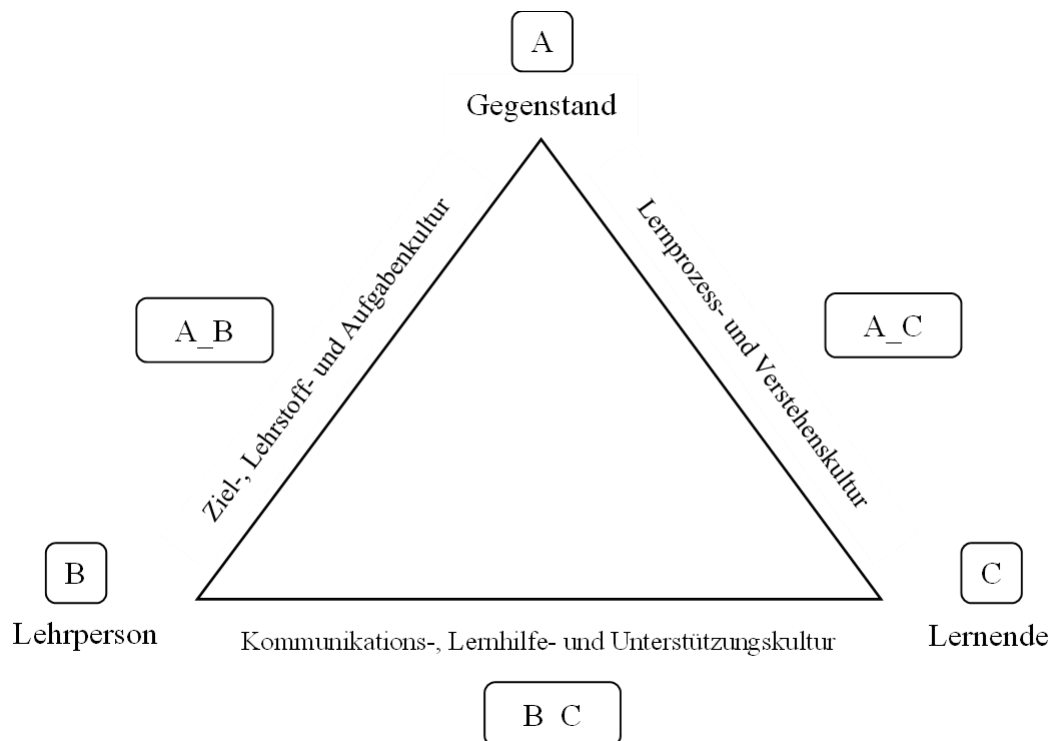 A
Gegenstand
Ziel-, Lehrstoff- und Aufgabenkultur
Lernprozess- und Verstehenskultur
A_B
A_C
B
Lehrperson
C
Lernende
Kommunikations-, Lernhilfe- und Unterstützungskultur
B_C